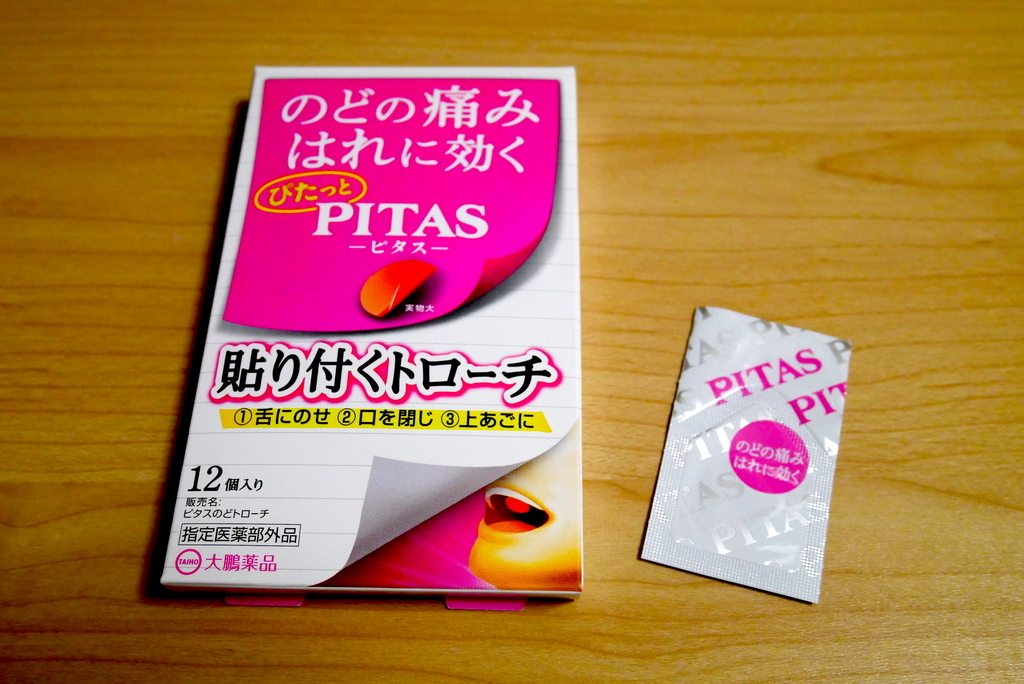 のどの痛み
はれに効く
ぴたっと
PITAS
―ピタス―
実物大
貼り付くトローチ
①舌にのせ ②口を閉じ ③上あごに
12個入り
販売名:
ピタスのどトローチ
指定医薬部外品
TAIHO 大鵬薬品
PITAS
PITAS
PIT
PITAS
のどの痛み
はれに効く
PITA